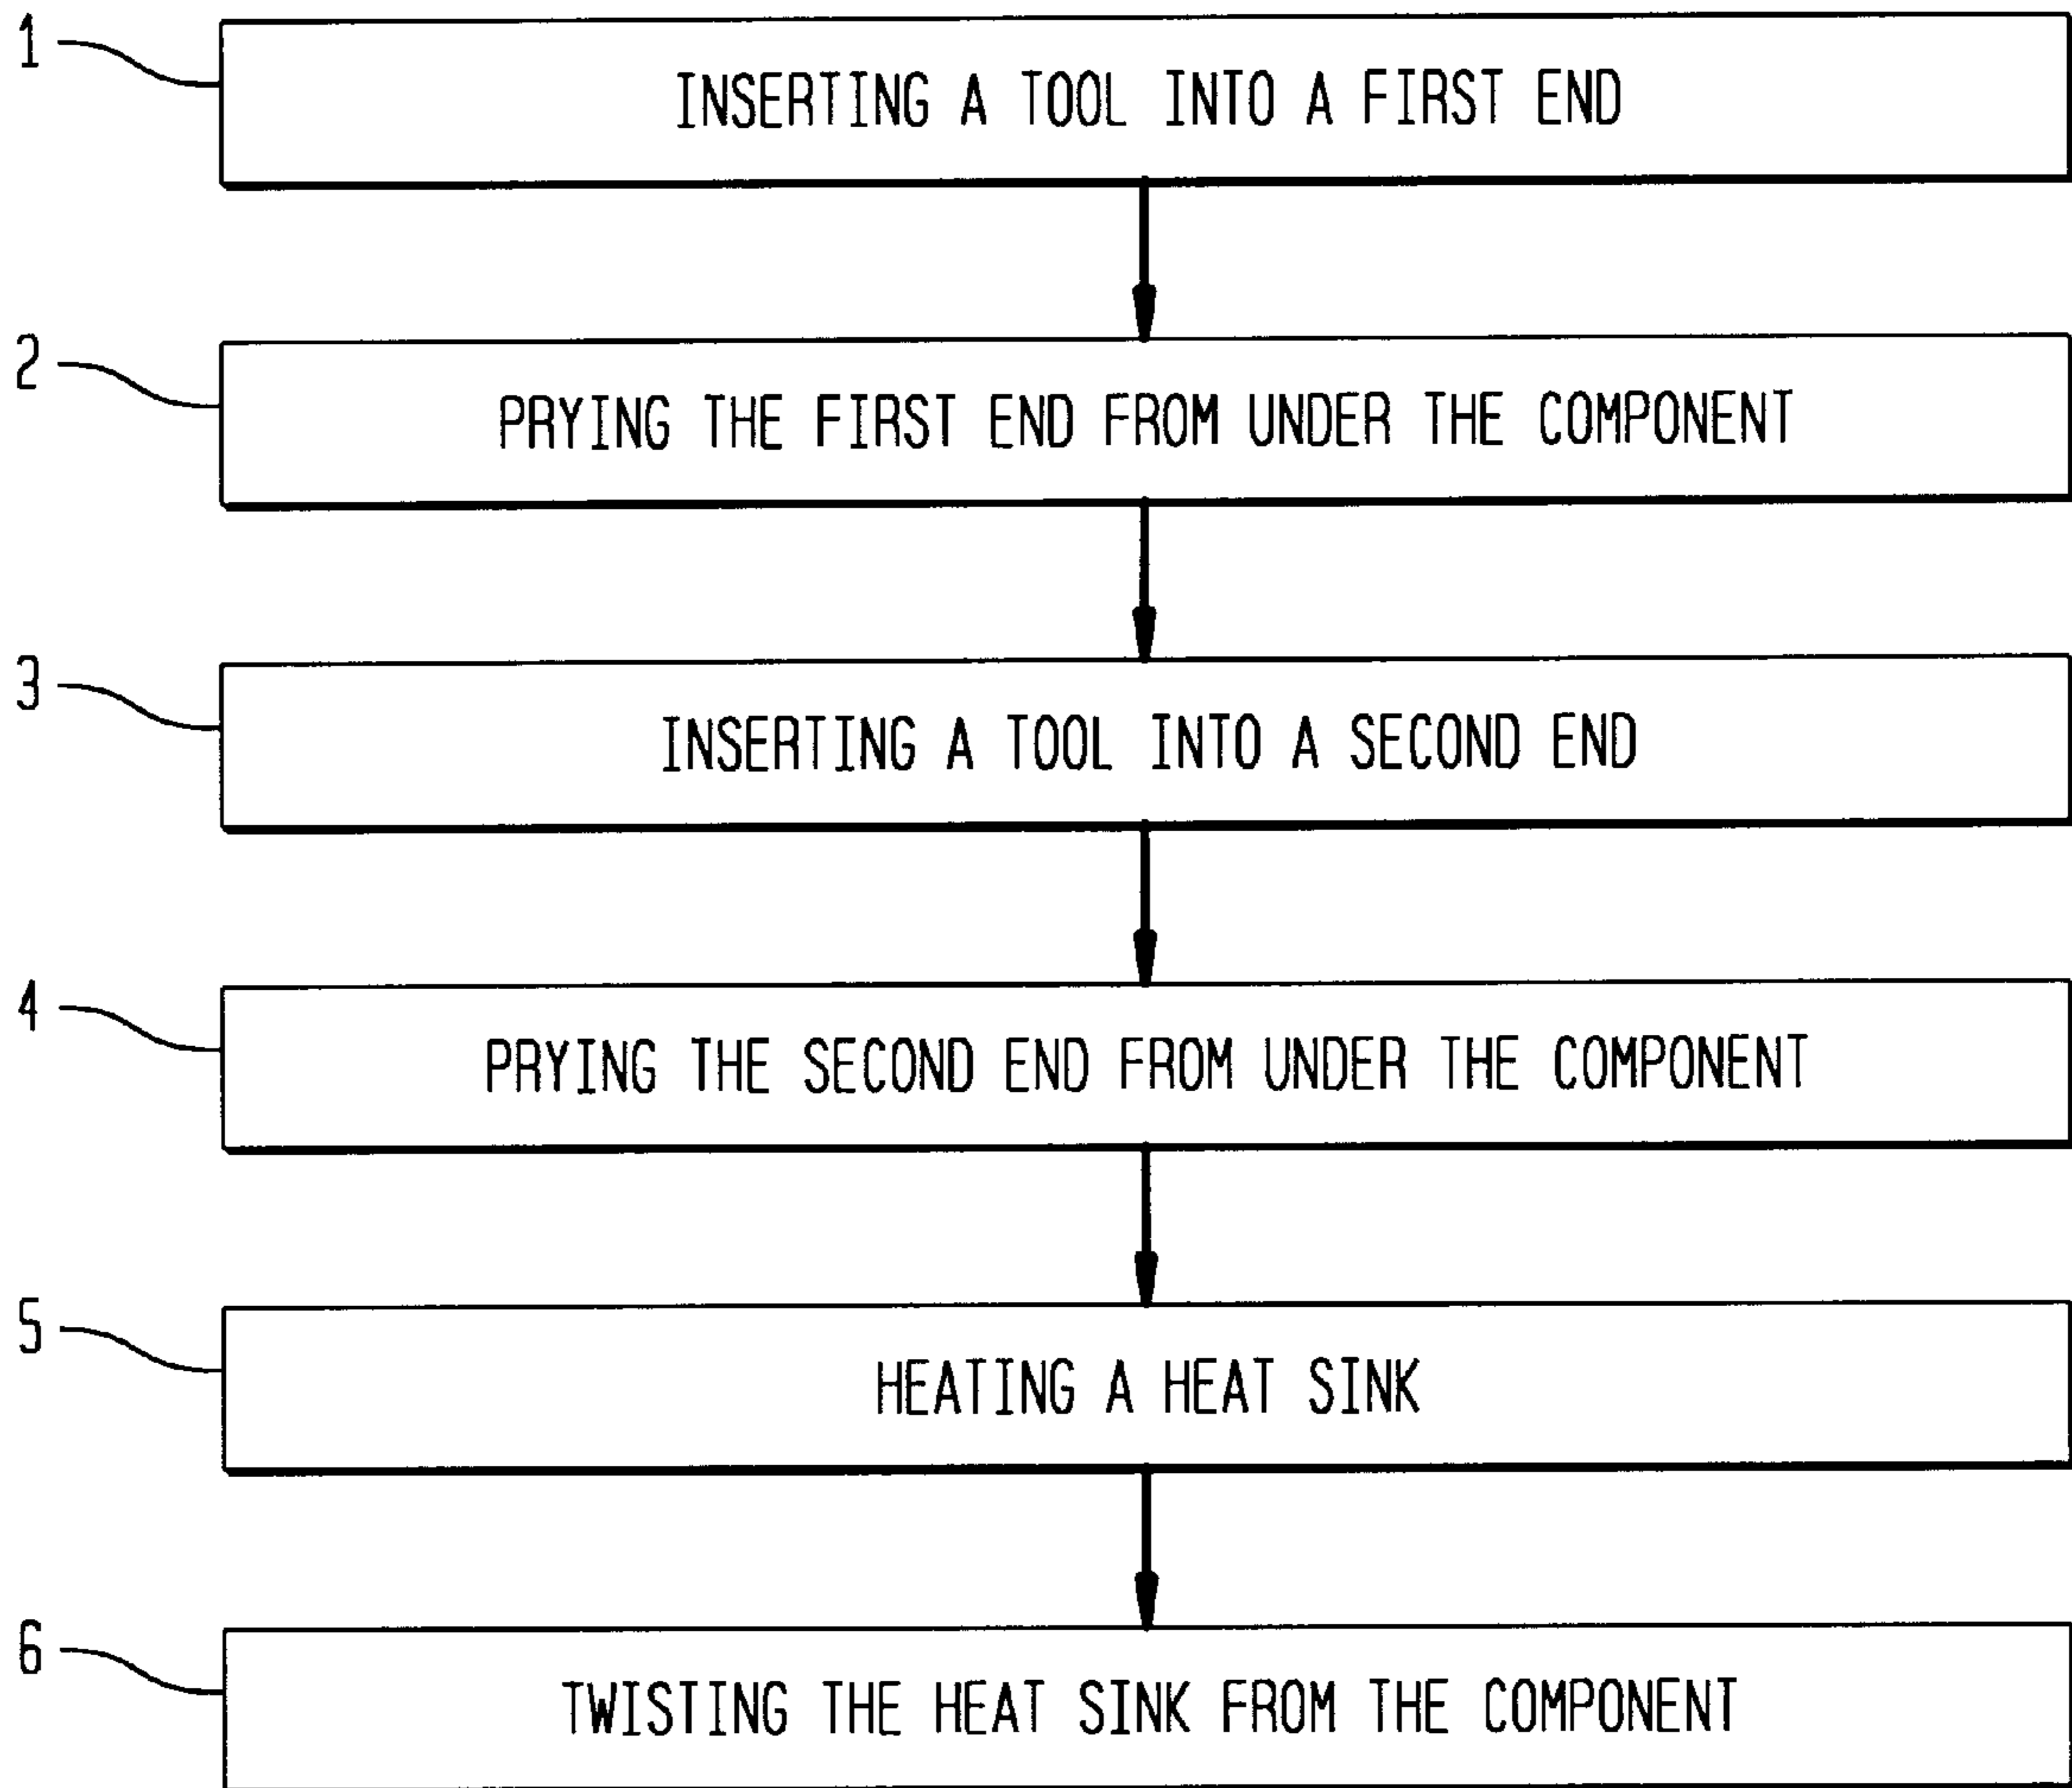 1
INSERTING A TOOL INTO A FIRST END
2
PRYING THE FIRST END FROM UNDER THE COMPONENT
3
INSERTING A TOOL INTO A SECOND END
4
PRYING THE SECOND END FROM UNDER THE COMPONENT
5
HEATING A HEAT SINK
6
TWISTING THE HEAT SINK FROM THE COMPONENT